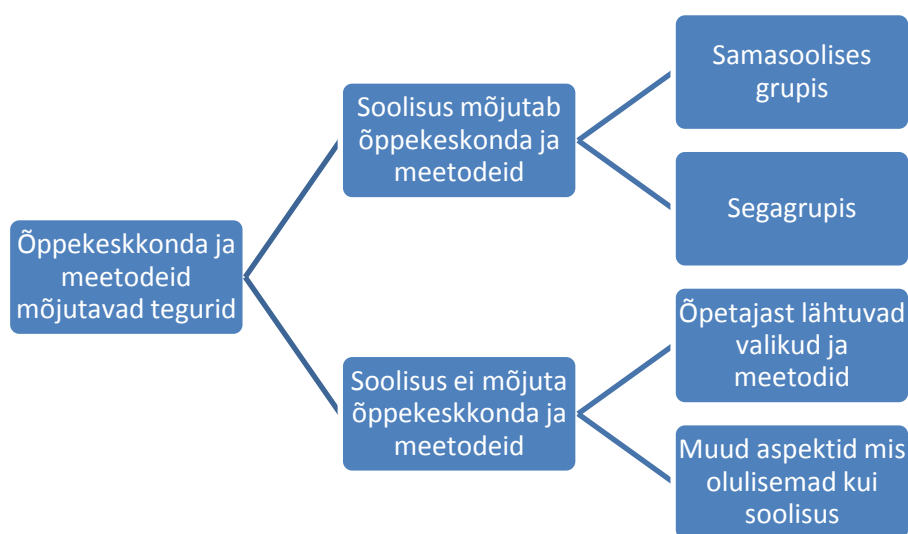 Õppekeskkonda ja
meetodeid
mõjutavad tegurid
Soolisus mõjutab
õppekeskonda ja
meetodeid
Samasoolises
grupis
Segagrupis
Soolisus ei mõjuta
õppekeskkonda ja
meetodeid
Õpetajast lähtuvad
valikud ja
meetodid
Muud aspektid mis
olulisemad kui
soolisus